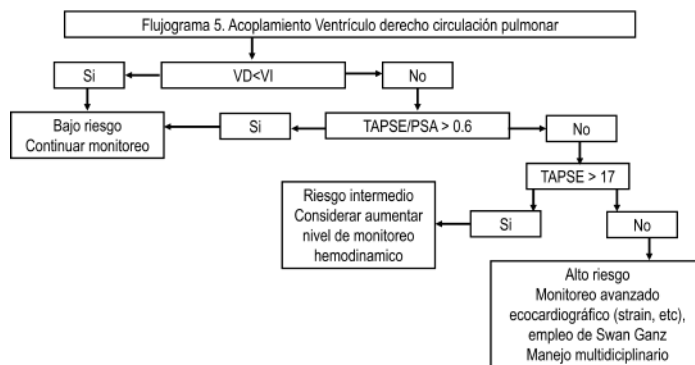 Flujograma 5. Acoplamiento Ventrículo derecho circulación pulmonar
Si
VD<VI
No
Bajo riesgo
Continuar monitoreo
Si
TAPSE/PSA > 0.6
No
TAPSE > 17
Riesgo intermedio
Considerar aumentar
nivel de monitoreo
hemodinamico
Si
No
Alto riesgo
Monitoreo avanzado
ecocardiográfico (strain, etc),
empleo de Swan Ganz
Manejo multidiciplinario